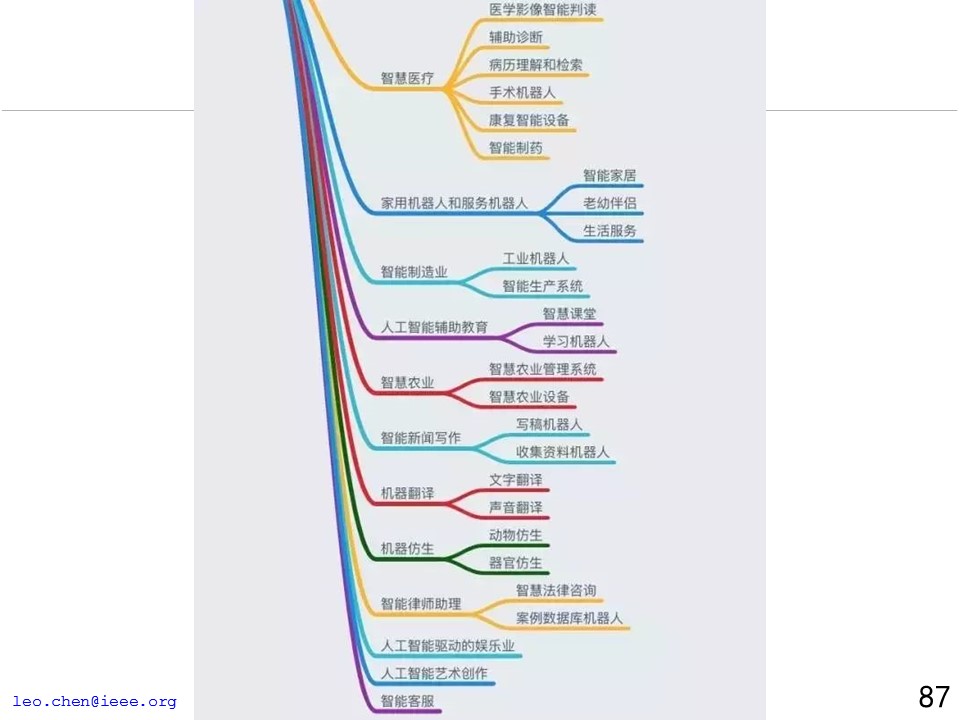 医学影像智能判读
辅助诊断
病历理解和检索
智慧医疗
手术机器人
康复智能设备
智能制药
智能家居
家用机器人和服务机器人
老幼伴侣
生活服务
工业机器人
智能制造业
智能生产系统
智慧课堂
人工智能辅助教育
学习机器人
智慧农业管理系统
智慧农业
智慧农业设备
写稿机器人
智能新闻写作
收集资料机器人
文字翻译
机器翻译
声音翻译
动物仿生
机器仿生
器官仿生
智慧法律咨询
智能律师助理
案例数据库机器人
人工智能驱动的娱乐业
人工智能艺术创作
智能客服
leo.chen@ieee.org
87